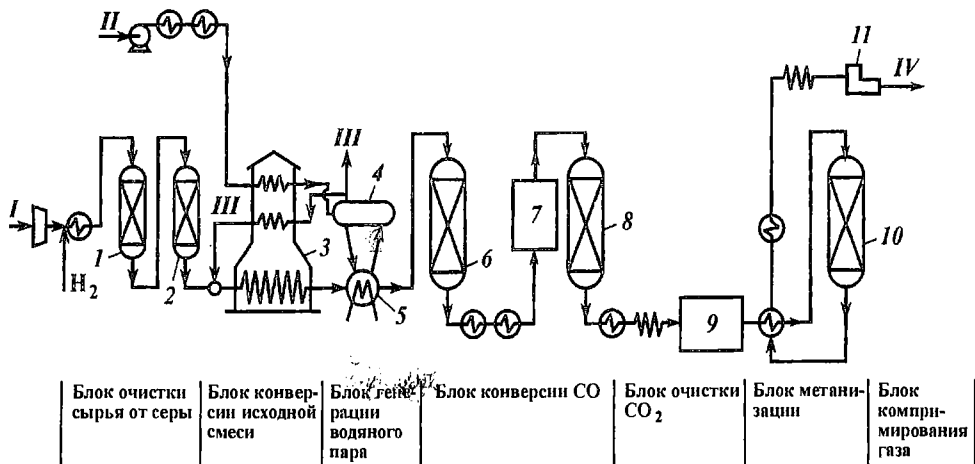 II
11
IV
I
H₂
1
2
III
III
3
4
5
6
7
8
9
10
Блок очистки
сырья от серы
Блок конвер-
сии исходной
смеси
Блок гене-
рации
водяного
пара
Блок конверсии CO
Блок очистки
CO₂
Блок метани-
зации
Блок
компри-
мирования
газа